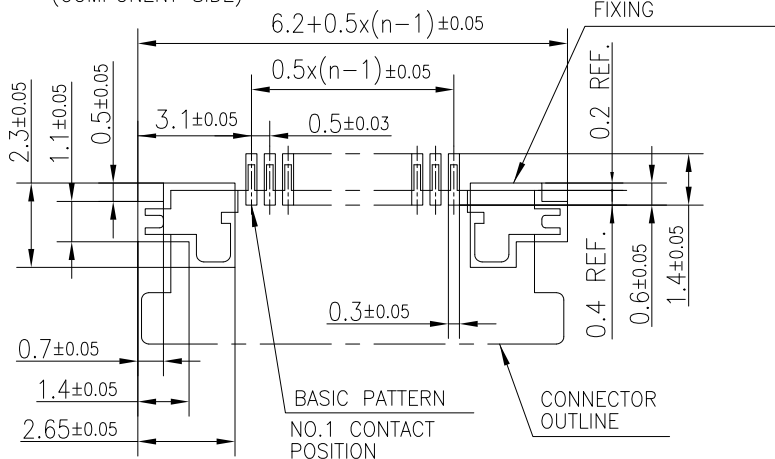 (COMPONENT SIDE)
6.2+0.5x(n-1)±0.05
FIXING
0.5x(n-1)±0.05
3.1±0.05
0.5±0.03
2.3±0.05
1.1±0.05
0.5±0.05
0.2 REF.
0.4 REF.
0.6±0.05
1.4±0.05
0.3±0.05
0.7±0.05
1.4±0.05
2.65±0.05
BASIC PATTERN
NO.1 CONTACT
POSITION
CONNECTOR
OUTLINE